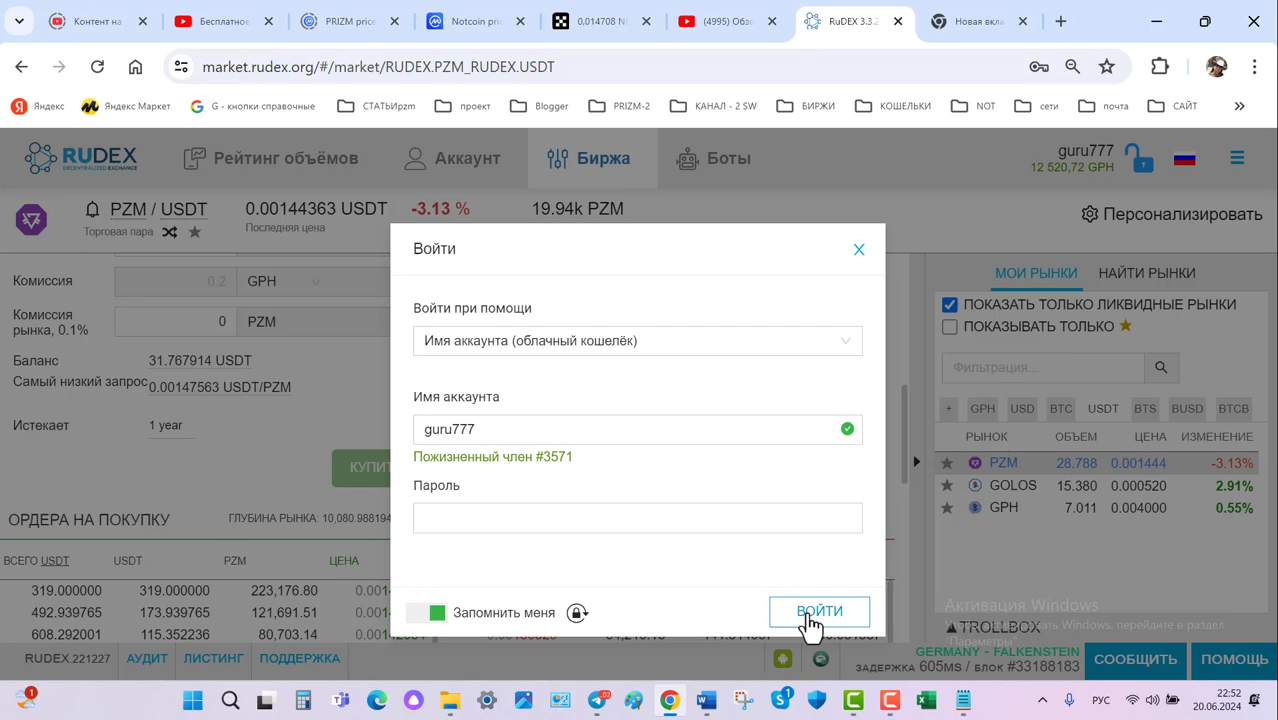 Контент на
Бесплатное
PRIZM price
Notcoin pri
0.014708 N
(4995) Обзо
RuDEX 3.3.2
Новая вкла
market.rudex.org/#/market/RUDEX.PZM_RUDEX.USDT
Яндекс
Яндекс Маркет
G - кнопки справочные
СТАТЬИpzm
проект
Blogger
PRIZM-2
КАНАЛ - 2 SW
БИРЖИ
КОШЕЛЬКИ
NOT
сети
почта
САЙТ
RUDEX
DECENTRALIZED EXCHANGE
Рейтинг объёмов
Аккаунт
Биржа
Боты
guru777
12 520,72 GPH
PZM / USDT
Торговая пара
0.00144363 USDT
Последняя цена
-3.13 %
19.94k PZM
Персонализировать
Комиссия
0.2
GPH
Комиссия
рынка, 0.1%
0
PZM
Баланс
31.767914 USDT
Самый низкий запрос
0.00147563 USDT/PZM
Истекает
1 year
КУПИТ
ОРДЕРА НА ПОКУПКУ
ГЛУБИНА РЫНКА: 10,080.988194
ВСЕГО USDT
USDT
PZM
ЦЕНА
319.000000
319.000000
223,176.80
492.939765
173.939765
121,691.51
608.292001
115.352236
80,703.14
Войти
Войти при помощи
Имя аккаунта (облачный кошелёк)
Имя аккаунта
guru777
Пожизненный член #3571
Пароль
Запомнить меня
ВОЙТИ
МОИ РЫНКИ
НАЙТИ РЫНКИ
ПОКАЗАТЬ ТОЛЬКО ЛИКВИДНЫЕ РЫНКИ
ПОКАЗЫВАТЬ ТОЛЬКО
Фильтрация...
+
GPH
USD
BTC
USDT
BTS
BUSD
BTCB
РЫНОК
ОБЪЕМ
ЦЕНА
ИЗМЕНЕНИЕ
PZM
28.788
0.001444
-3.13%
GOLOS
15.380
0.000520
2.91%
GPH
7.011
0.004000
0.55%
Активация Windows
TROLLBOX
Windows, перейдите в раздел
"Параметры".
RUDEX.221227
АУДИТ
ЛИСТИНГ
ПОДДЕРЖКА
GERMANY - FALKENSTEIN
ЗАДЕРЖКА 605MS / БЛОК #33188183
СООБЩИТЬ
ПОМОЩЬ
1
02
1
РУС
22:52
20.06.2024